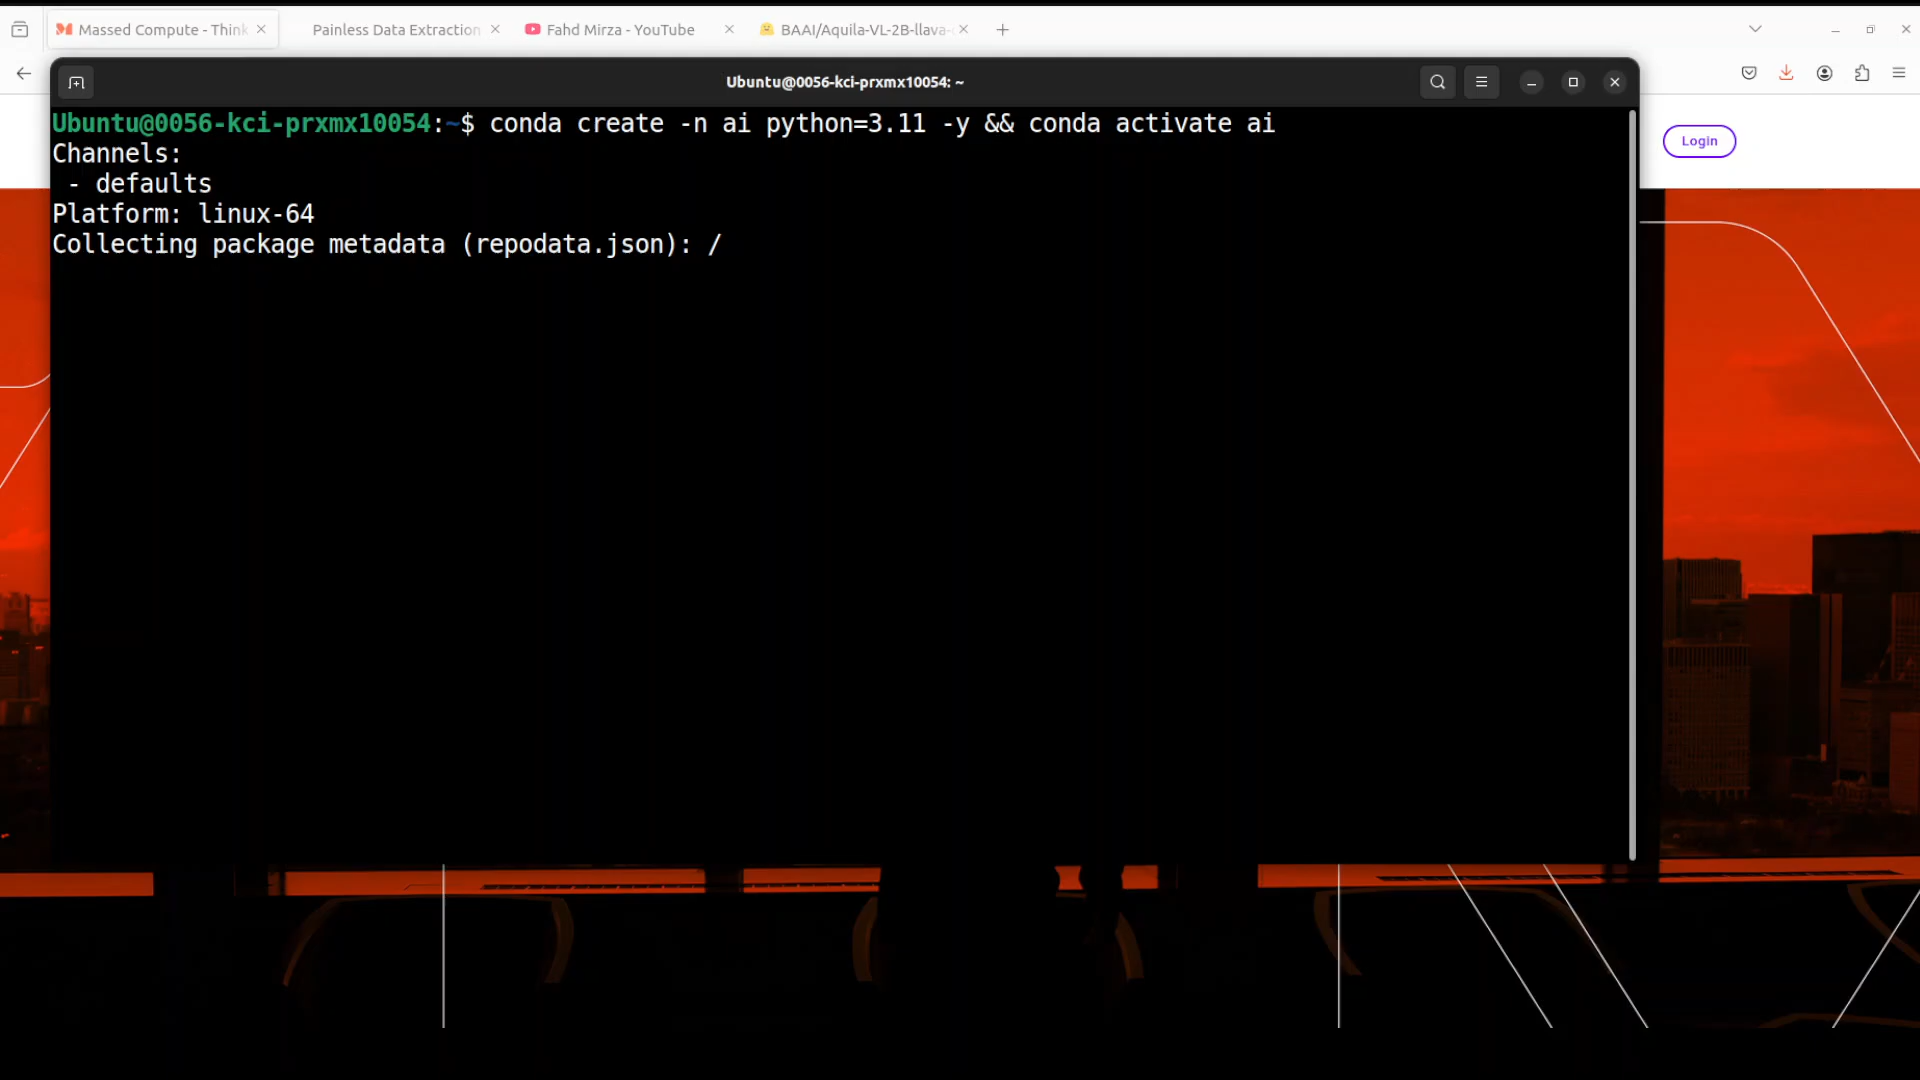 Massed Compute - Think
Painless Data Extraction
Fahd Mirza - YouTube
BAAI/Aquila-VL-2B-llava-
Ubuntu@0056-kci-prxmx10054: ~
Ubuntu@0056-kci-prxmx10054:~$ conda create -n ai python=3.11 -y && conda activate ai
Login
Channels:
- defaults
Platform: linux-64
Collecting package metadata (repodata.json): /